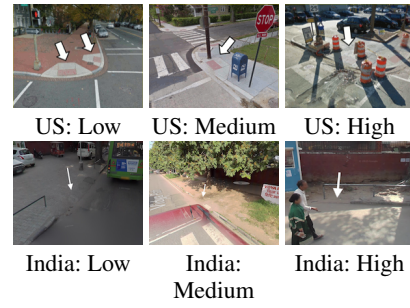 STOP
US: Low
US: Medium
US: High
India: Low
India:
Medium
India: High